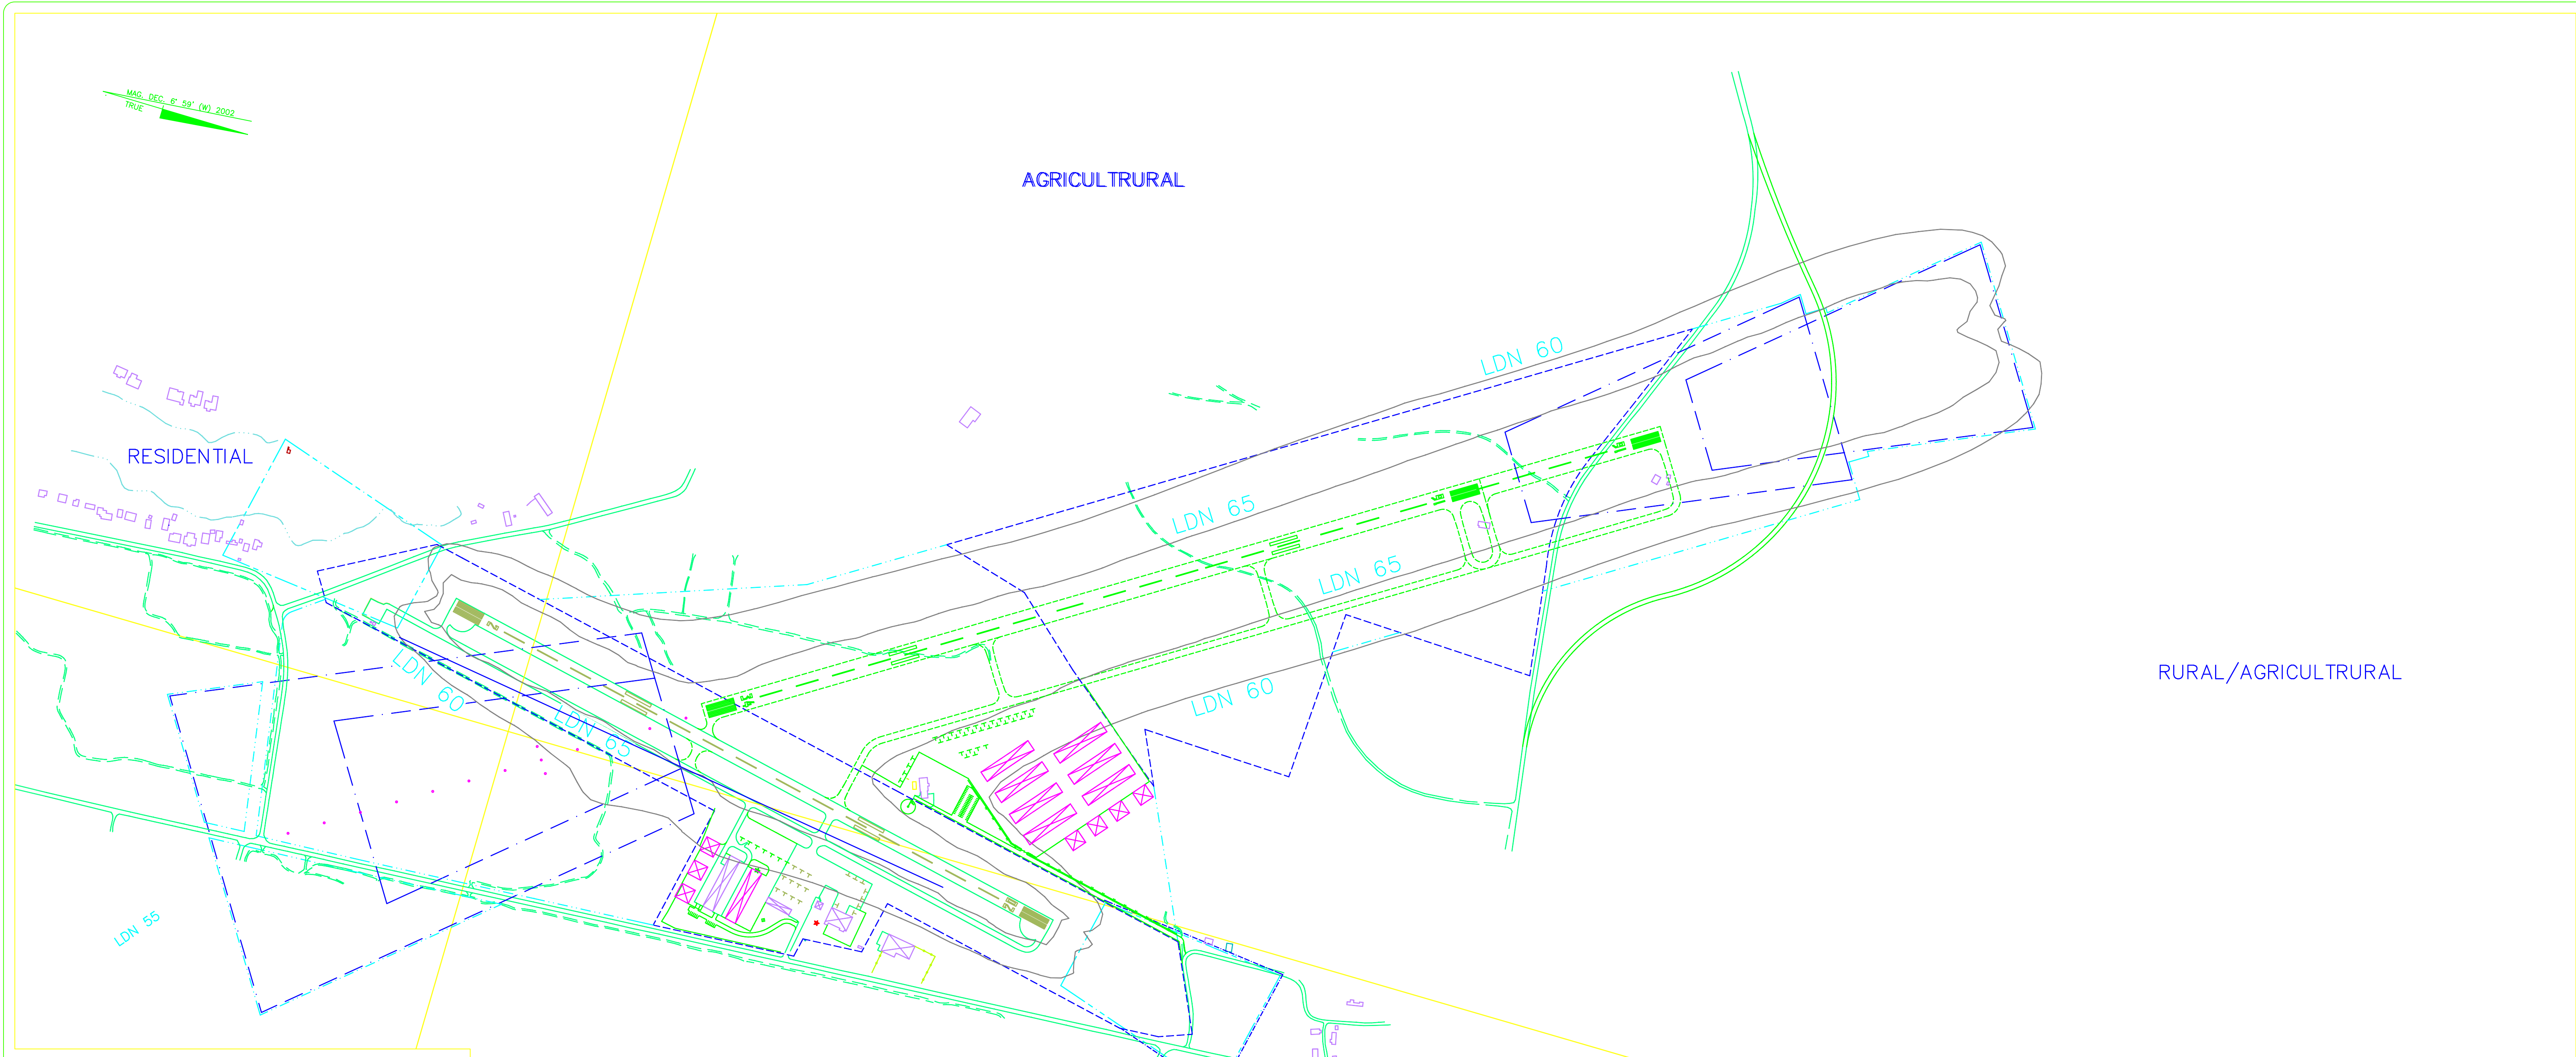 MAG. DEC. 6° 59' (W) 2002
TRUE
AGRICULTRURAL
LDN 60
RESIDENTIAL
LDN 65
LDN 65
LDN 60
LDN 60
LDN 65
34
RURAL/AGRICULTRURAL
LDN 55